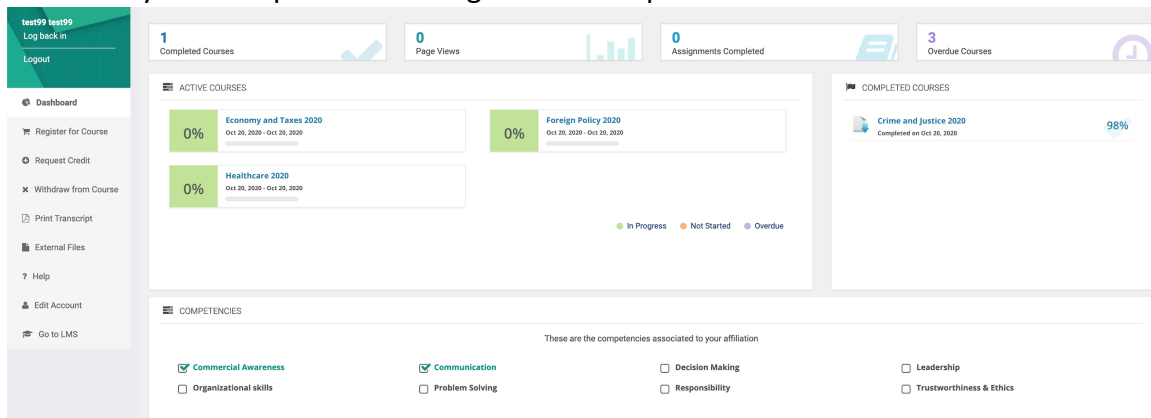 test99 test99
Log back in
Logout
Dashboard
Register for Course
Request Credit
Withdraw from Course
Print Transcript
External Files
? Help
Edit Account
Go to LMS
1
Completed Courses
0
Page Views
0
Assignments Completed
3
Overdue Courses
ACTIVE COURSES
0%
Economy and Taxes 2020
Oct 20, 2020 - Oct 20, 2020
0%
Foreign Policy 2020
Oct 20, 2020 - Oct 20, 2020
0%
Healthcare 2020
Oct 20, 2020 - Oct 20, 2020
In Progress Not Started Overdue
COMPLETED COURSES
Crime and Justice 2020
Completed on Oct 20, 2020
98%
COMPETENCIES
These are the competencies associated to your affiliation
Commercial Awareness Communication Decision Making Leadership
Organizational skills Problem Solving Responsibility Trustworthiness & Ethics